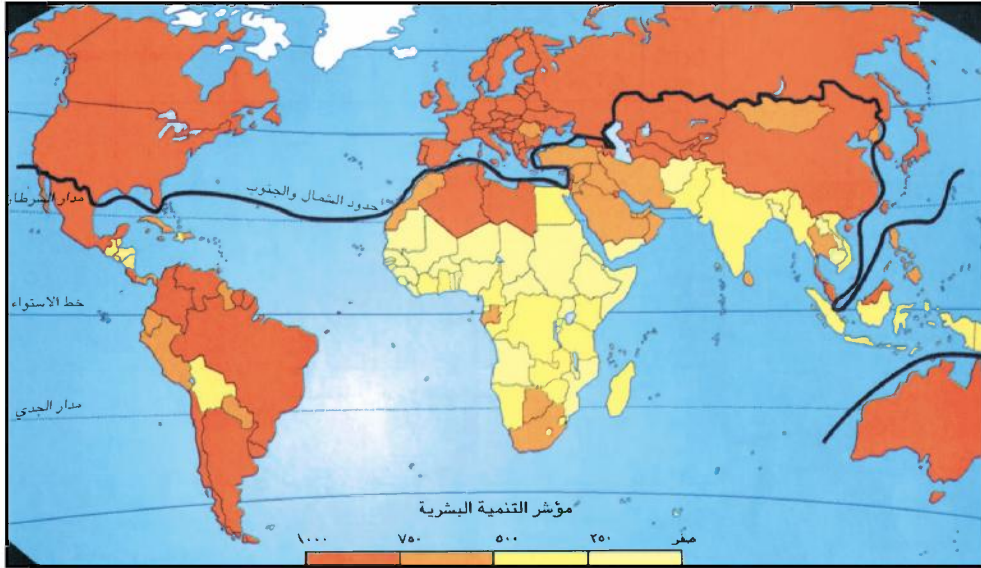 حدود الشمال والجنوب
مدار السرطان
خط الاستواء
مدار الجدي
مؤشر التنمية البشرية
١٠٠٠ ٧٥٠ ٥٠٠ ٢٥٠ صفر